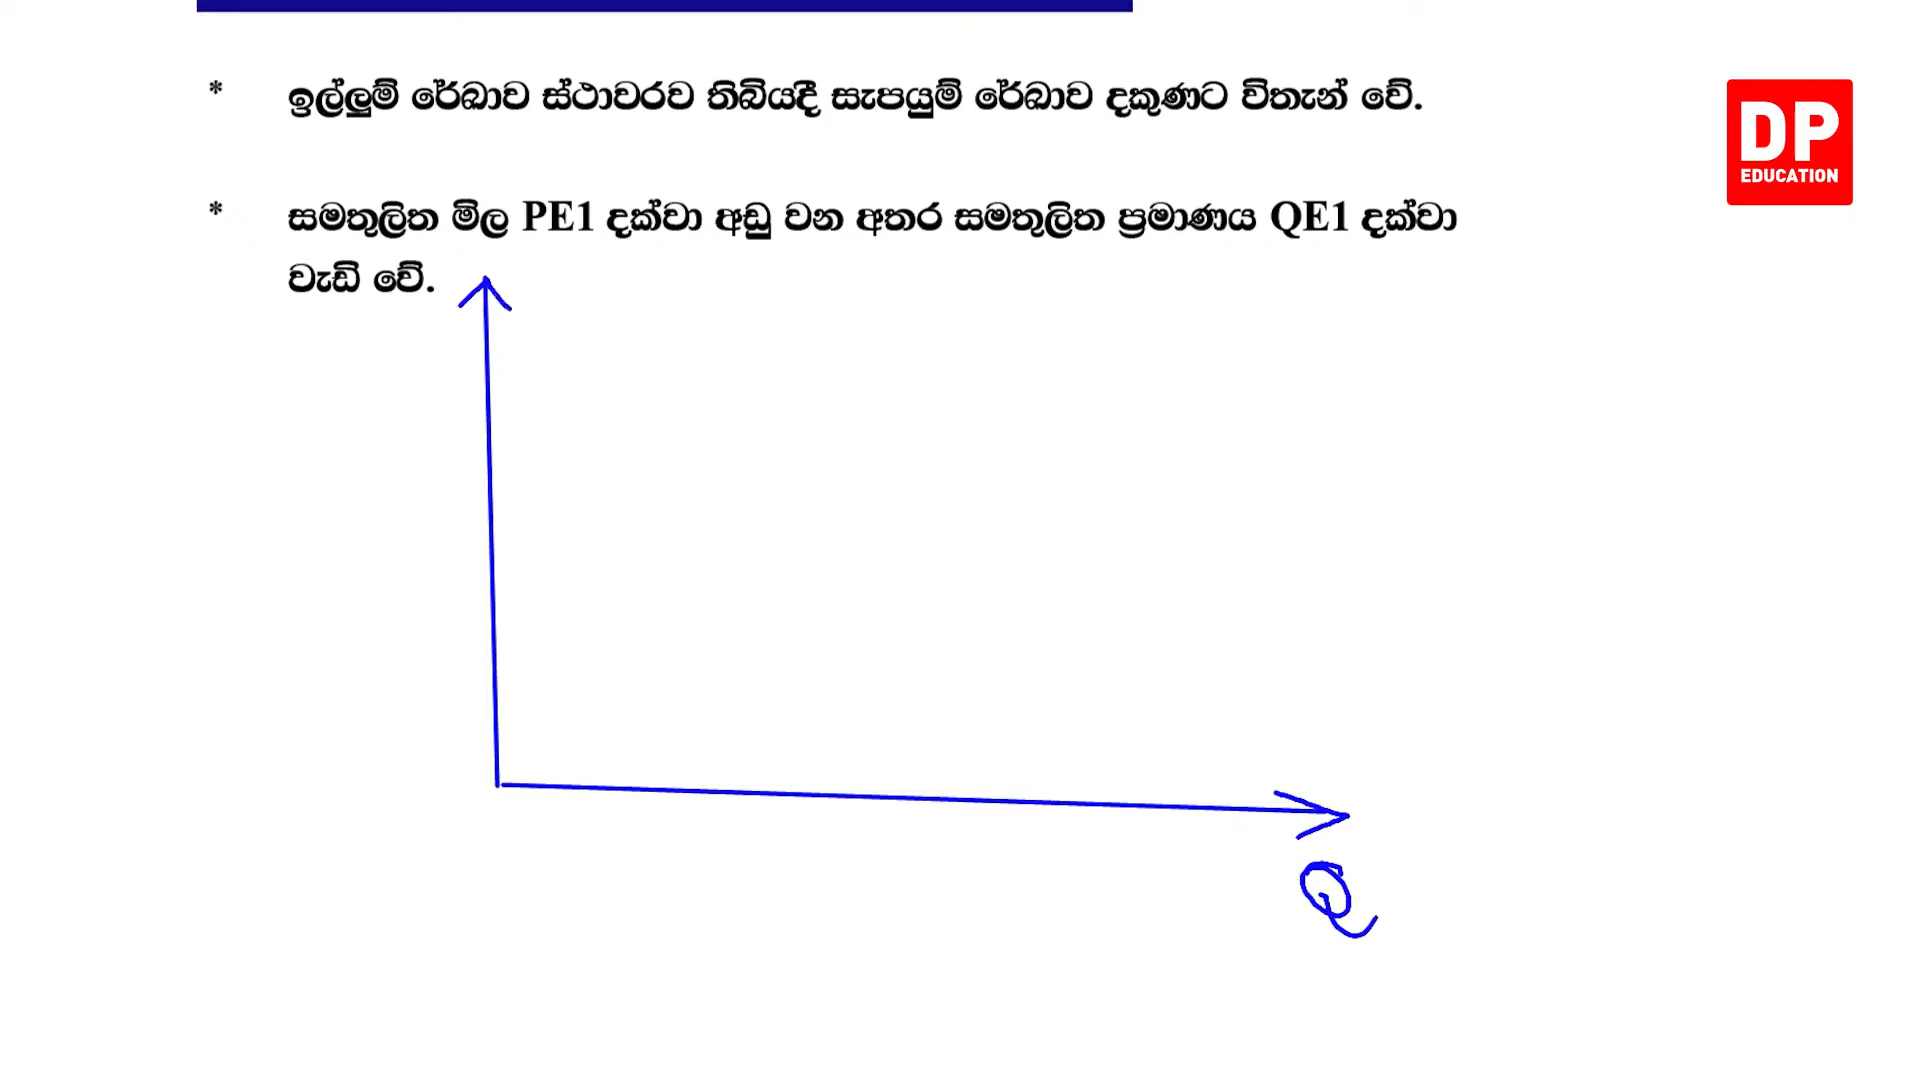 * ඉල්ලුම් රේඛාව ස්ථාවරව තිබියදී සැපයුම් රේඛාව දකුණට විතැන් වේ.
DP
EDUCATION
* සමතුලිත මිල PE1 දක්වා අඩු වන අතර සමතුලිත ප්‍රමාණය QE1 දක්වා
වැඩි වේ.
Q